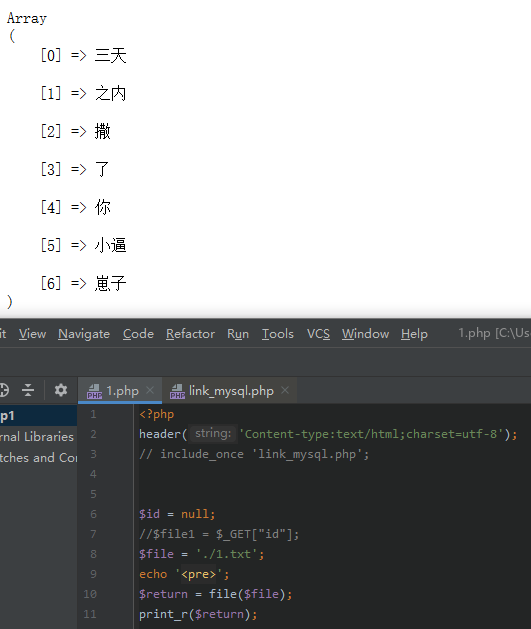 Array
(
[0] => 三天
[1] => 之内
[2] => 撒
[3] => 了
[4] => 你
[5] => 小逼
[6] => 崽子
)
it View Navigate Code Refactor Run Tools VCS Window Help 1.php [C:\Us
1.php × link_mysql.php ×
p1
rnal Libraries
tches and Con
1 <?php
2 header( string: 'Content-type:text/html;charset=utf-8');
3 // include_once 'link_mysql.php';
4
5
6 $id = null;
7 //$file1 = $_GET["id"];
8 $file = './1.txt';
9 echo '<pre>';
10 $return = file($file);
11 print_r($return);